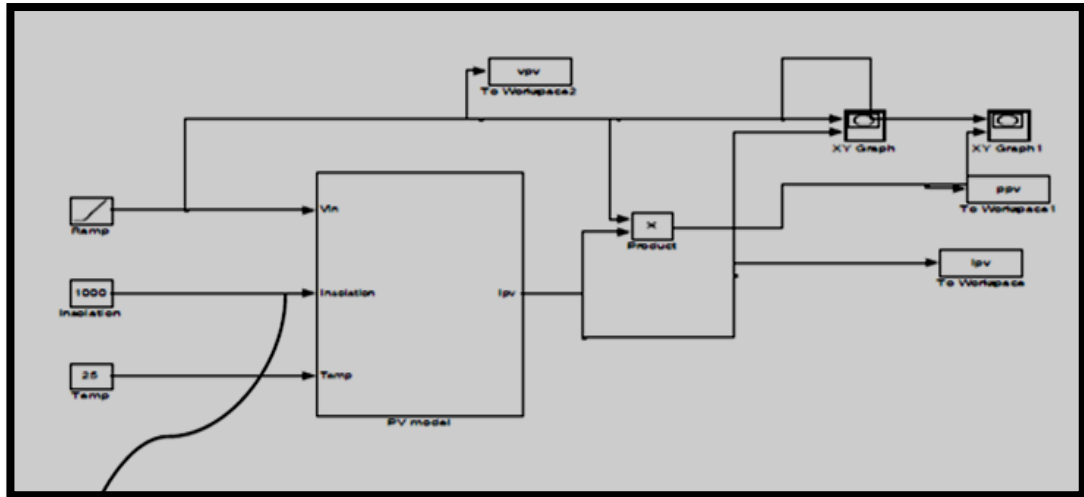 vpv
To Workspace2
XY Graph
XY Graph1
ppv
To Workspace1
Ramp
Vin
X
Product
Ipv
To Workspace
1000
Insolation
Insolation
Ipv
25
Temp
Temp
PV model